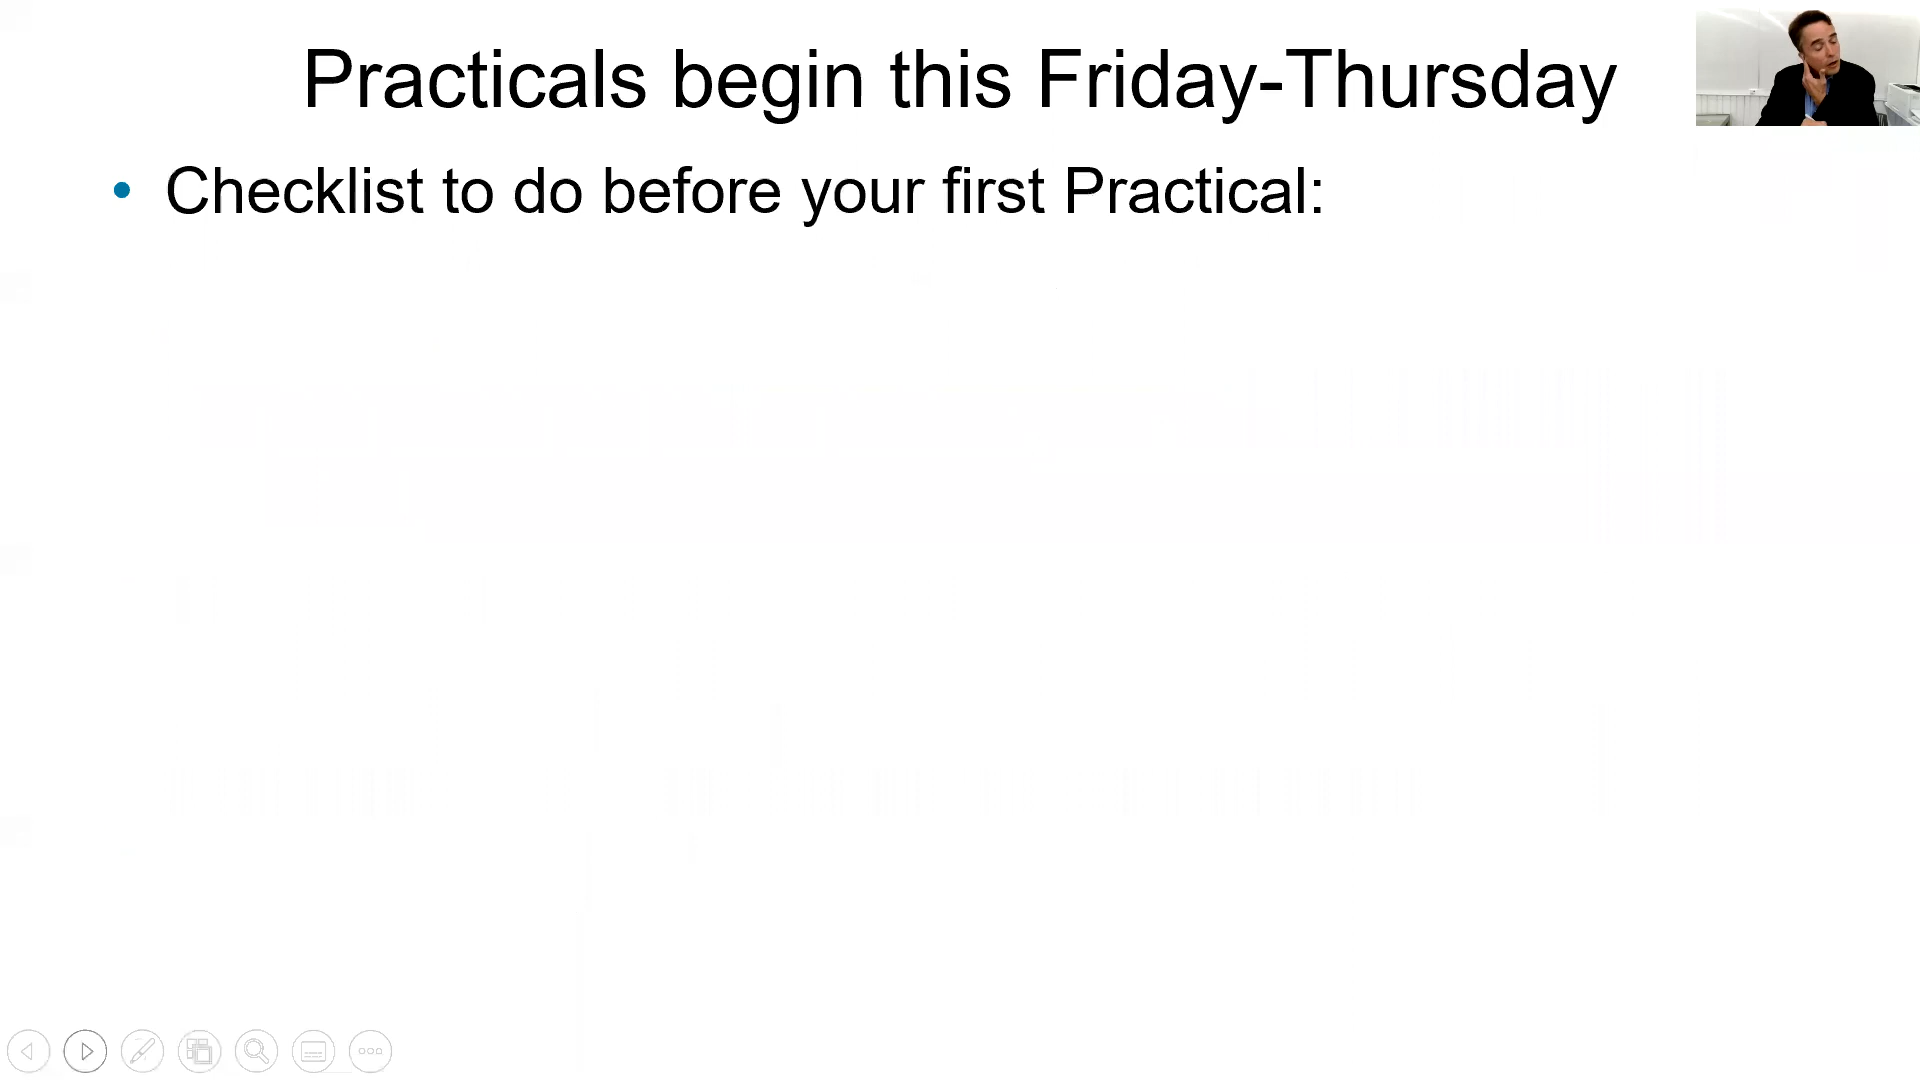 Practicals begin this Friday-Thursday
• Checklist to do before your first Practical: